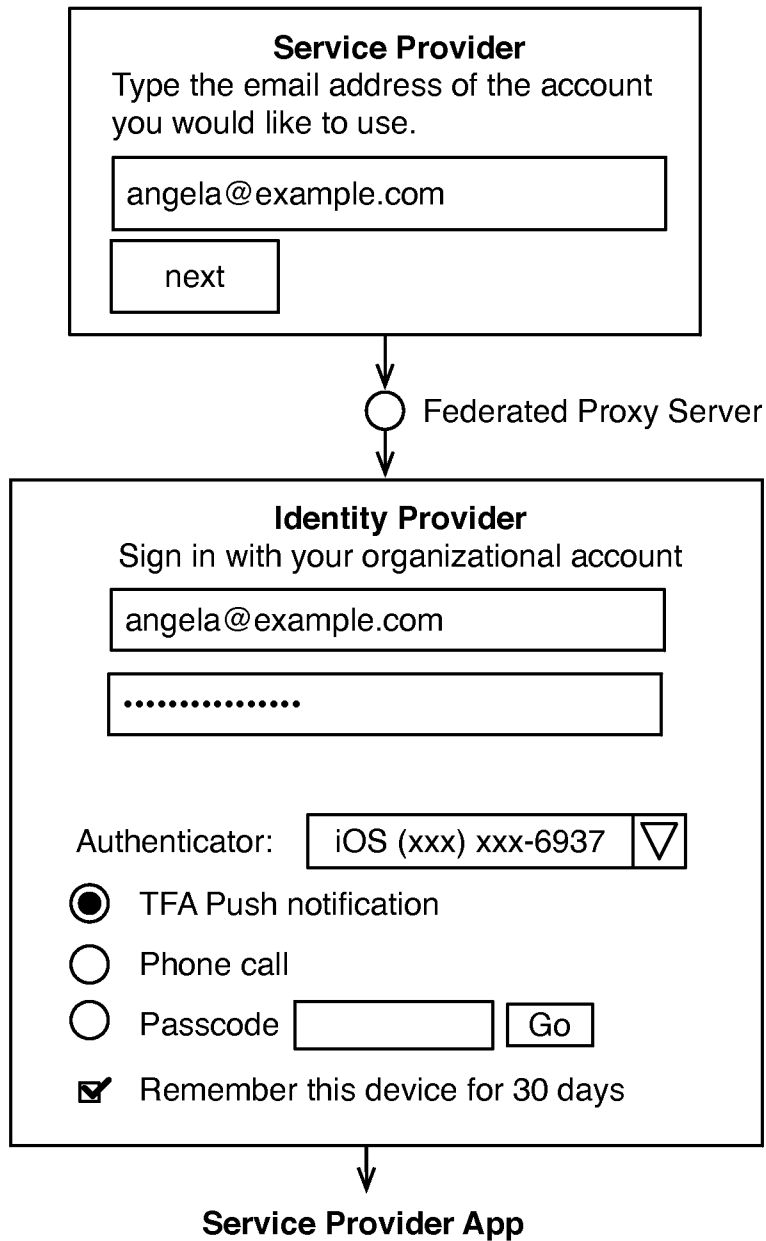 Service Provider
Type the email address of the account
you would like to use.
angela@example.com
next
Federated Proxy Server
Identity Provider
Sign in with your organizational account
angela@example.com
••••••••••••••••
Authenticator: iOS (xxx) xxx-6937
TFA Push notification
Phone call
Passcode Go
Remember this device for 30 days
Service Provider App